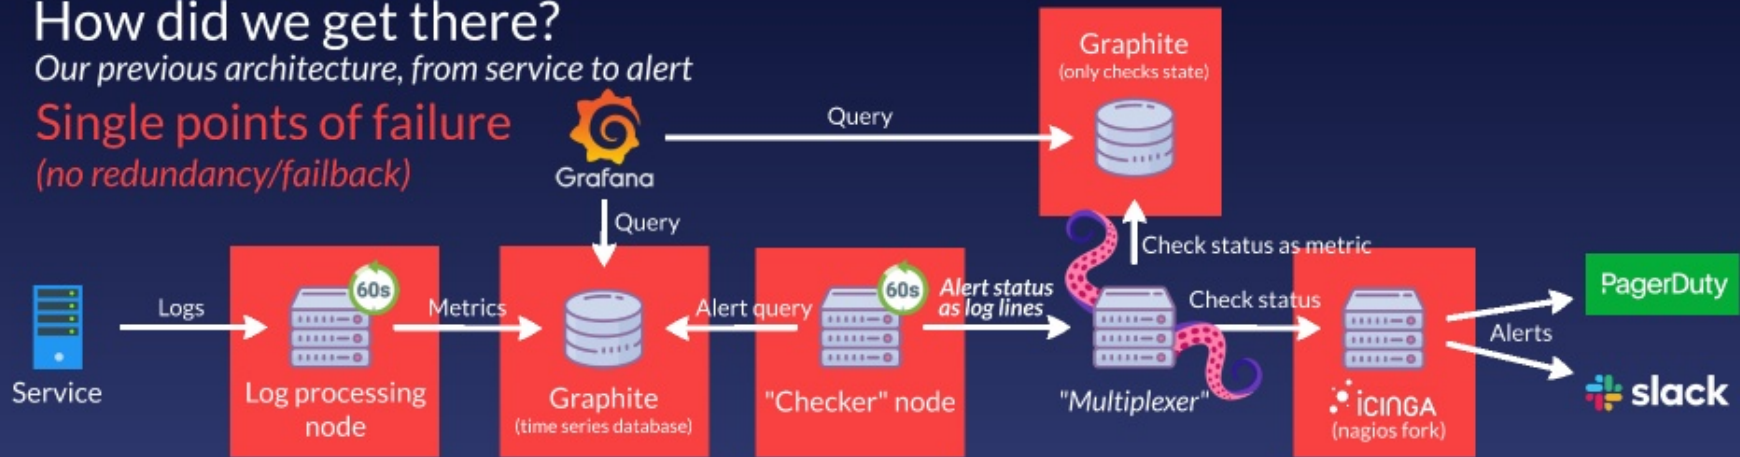 How did we get there?
Our previous architecture, from service to alert
Single points of failure
(no redundancy/failback)
Grafana
Query
Query
Graphite
(only checks state)
Check status as metric
Service
Logs
60s
Log processing
node
Metrics
Graphite
(time series database)
Alert query
60s
"Checker" node
Alert status
as log lines
"Multiplexer"
Check status
icinga
(nagios fork)
Alerts
PagerDuty
slack